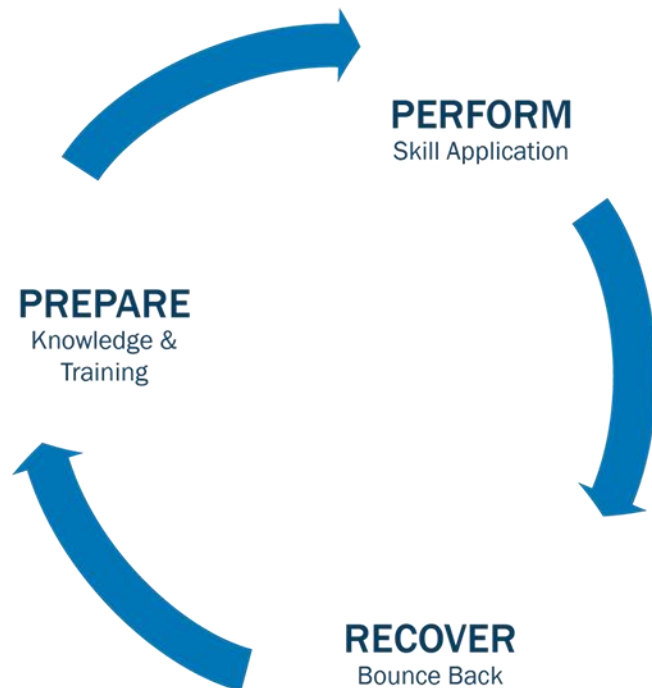 PERFORM
Skill Application
PREPARE
Knowledge &
Training
RECOVER
Bounce Back